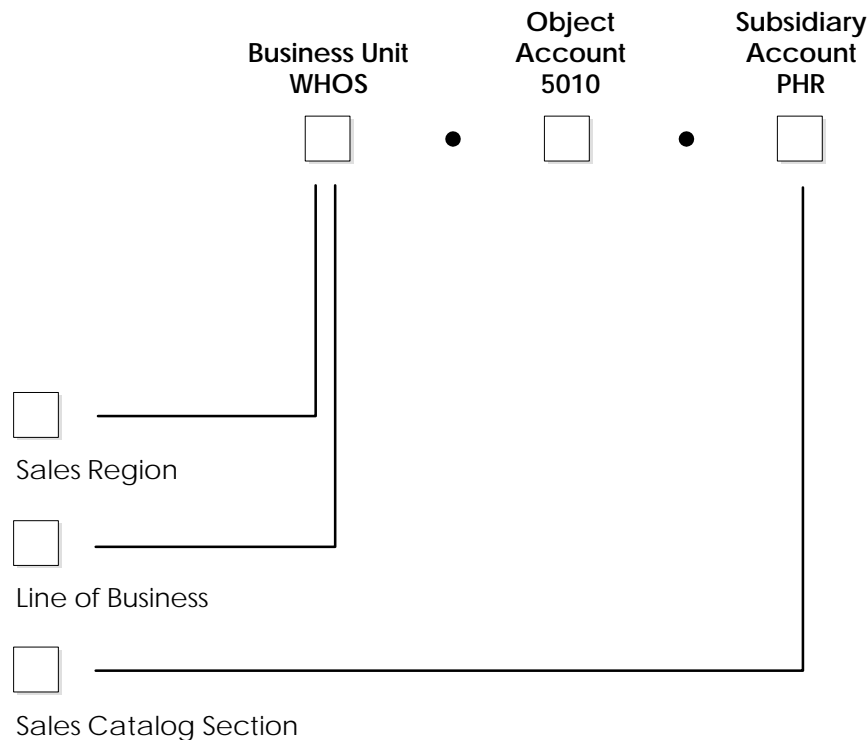 Business Unit
WHOS
Object
Account
5010
Subsidiary
Account
PHR
Sales Region
Line of Business
Sales Catalog Section